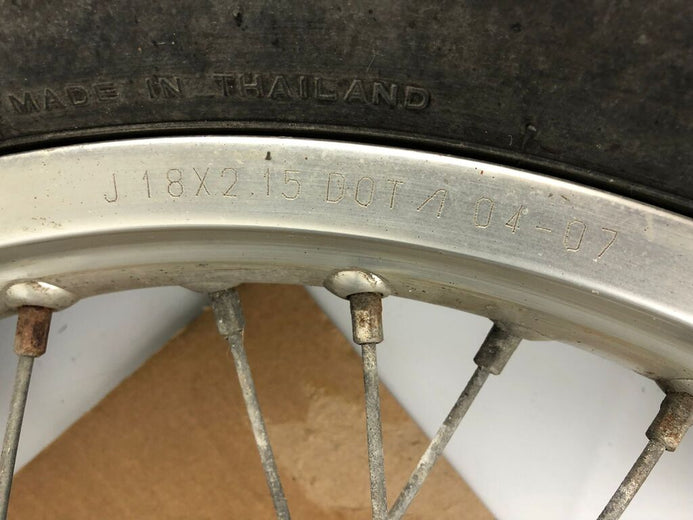 MADE IN THAILAND
J 18X2.15 DOT 04-07